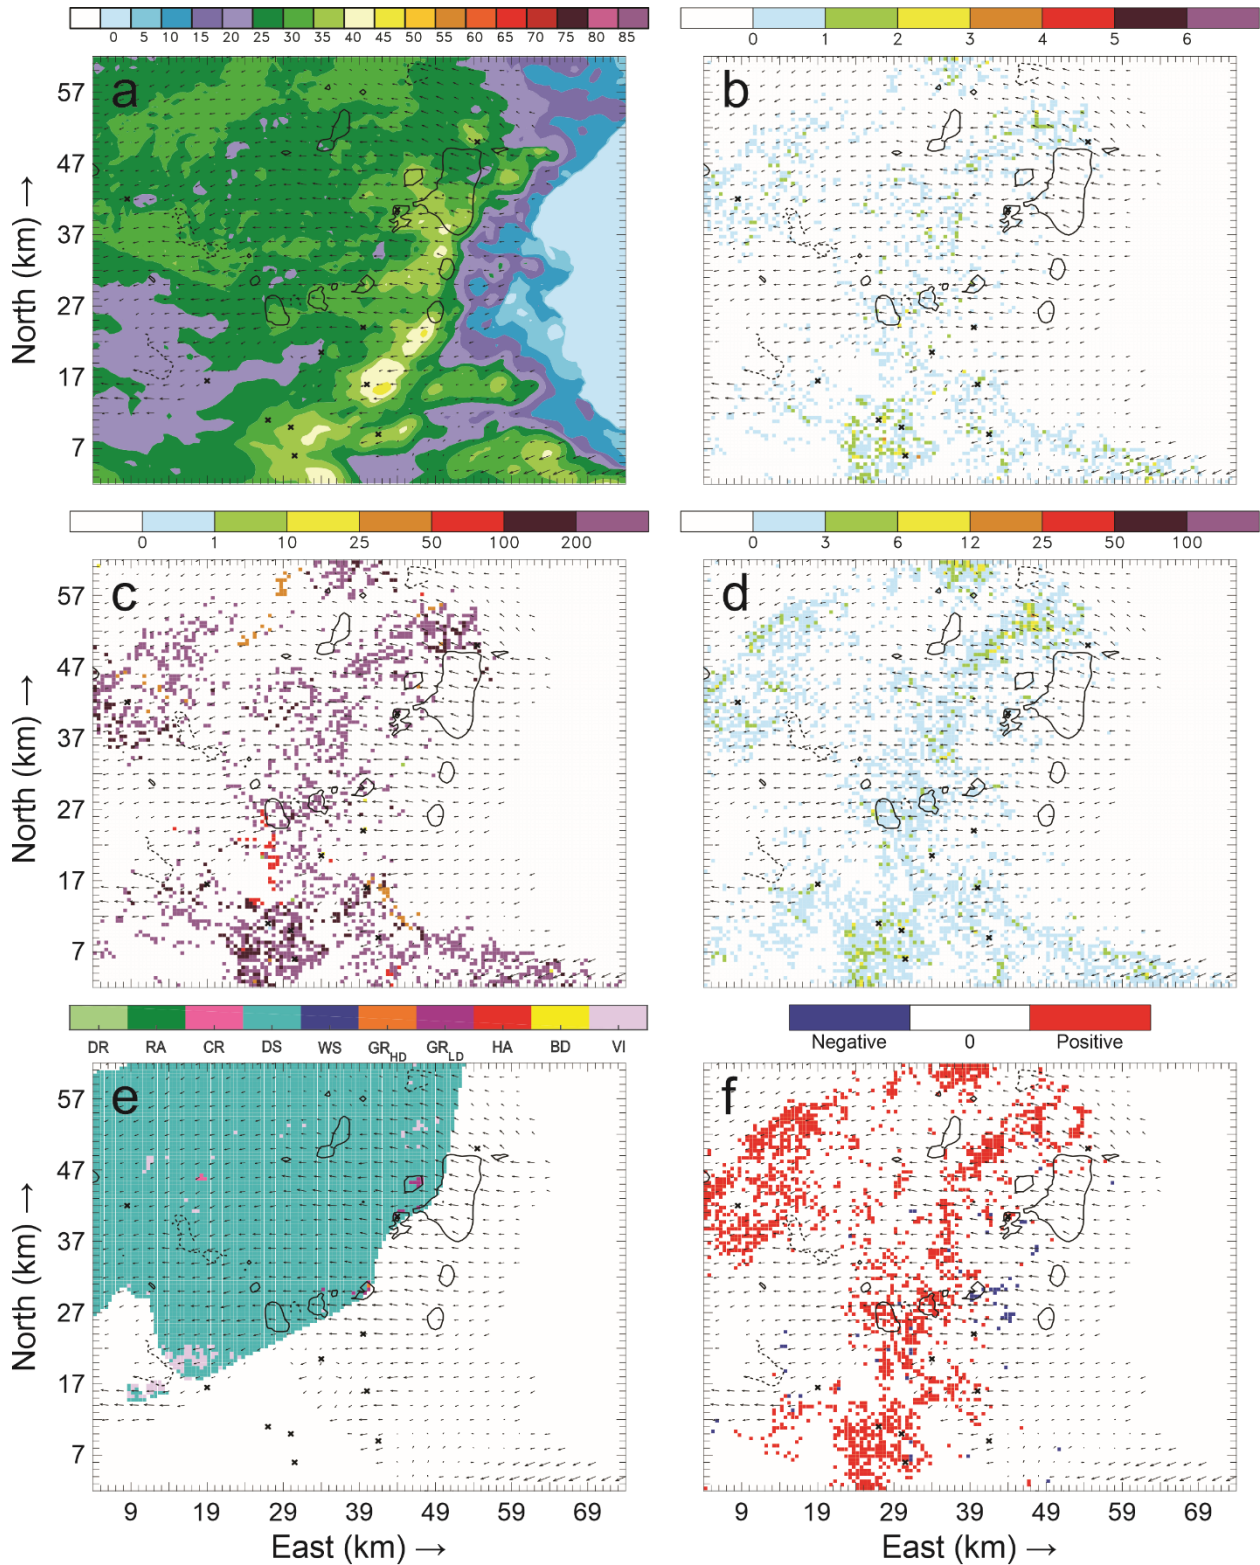 0 5 10 15 20 25 30 35 40 45 50 55 60 65 70 75 80 85
0 1 2 3 4 5 6
a
b
57
47
37
27
17
7
North (km) →
0 1 10 25 50 100 200
0 3 6 12 25 50 100
c
d
57
47
37
27
17
7
North (km) →
DR RA CR DS WS GR_HD GR_LD HA BD VI
Negative 0 Positive
e
f
57
47
37
27
17
7
North (km) →
9 19 29 39 49 59 69
9 19 29 39 49 59 69
East (km) →
East (km) →